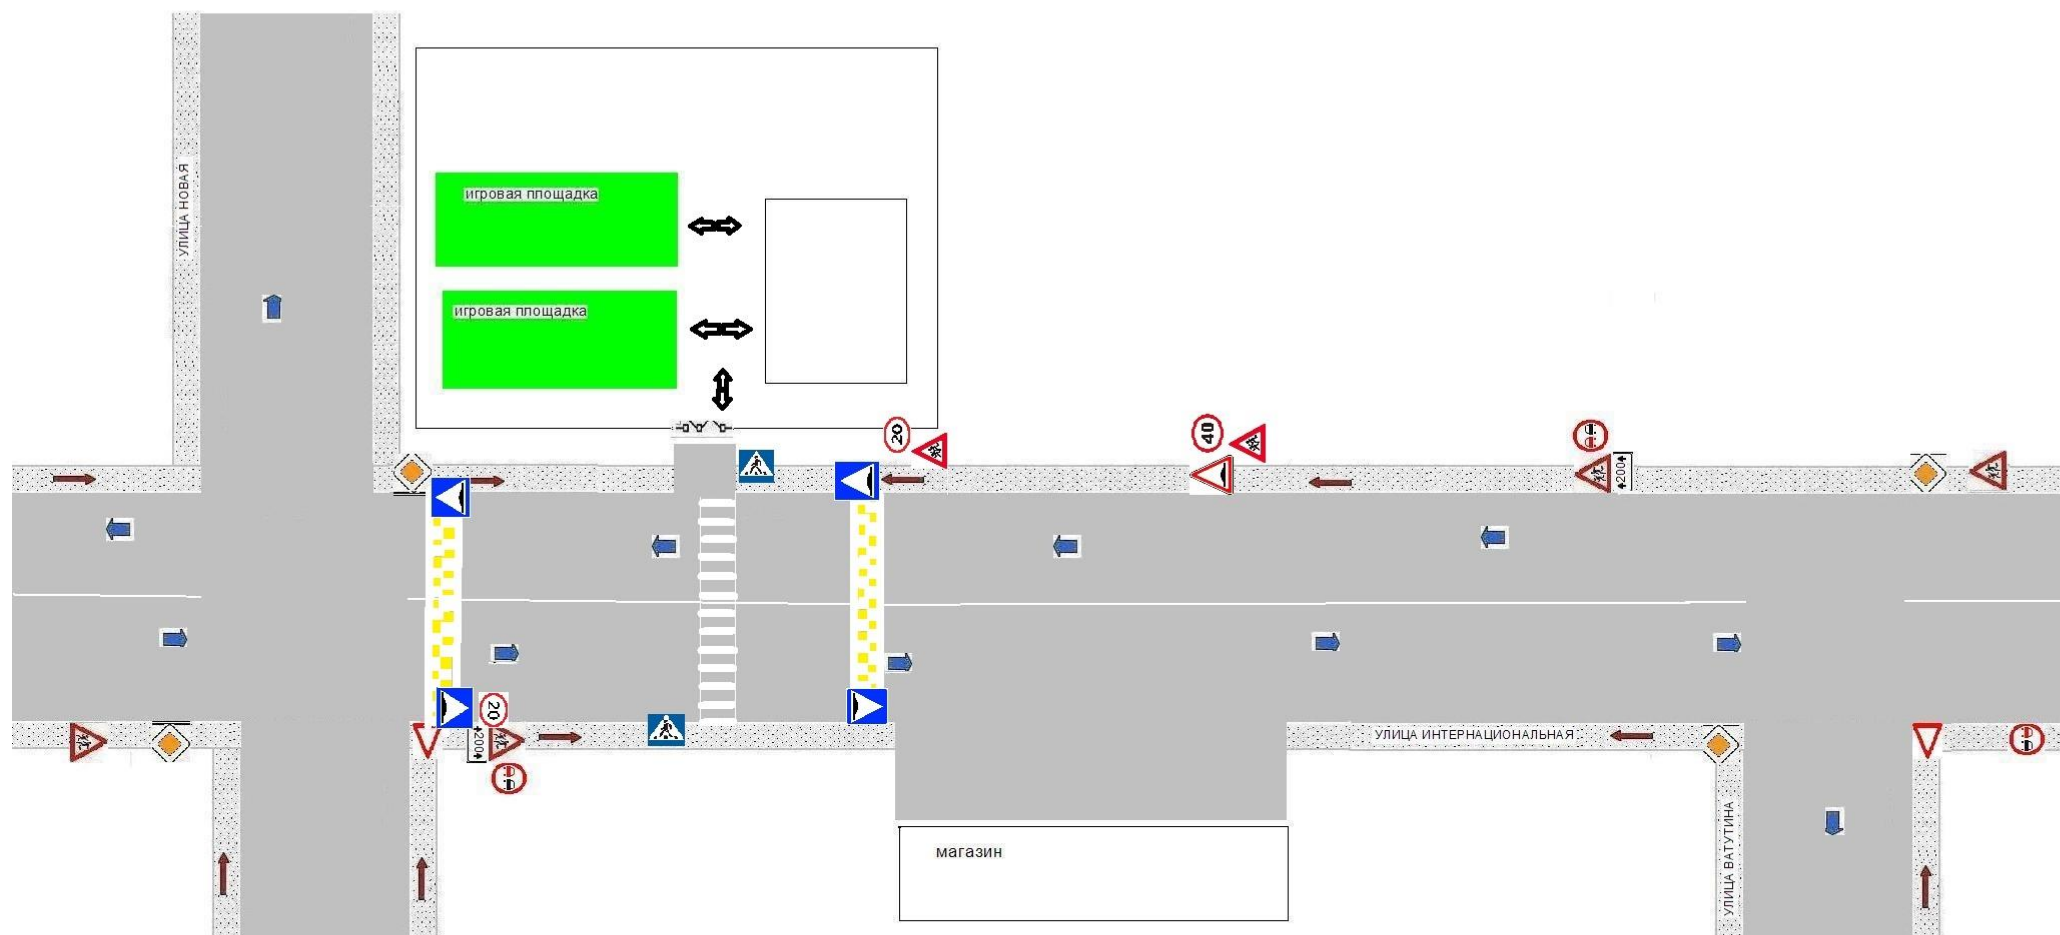 УЛИЦА НОВАЯ
игровая площадка
игровая площадка
20
40
200
20
200
УЛИЦА ИНТЕРНАЦИОНАЛЬНАЯ
УЛИЦА ВАТУТИНА
магазин